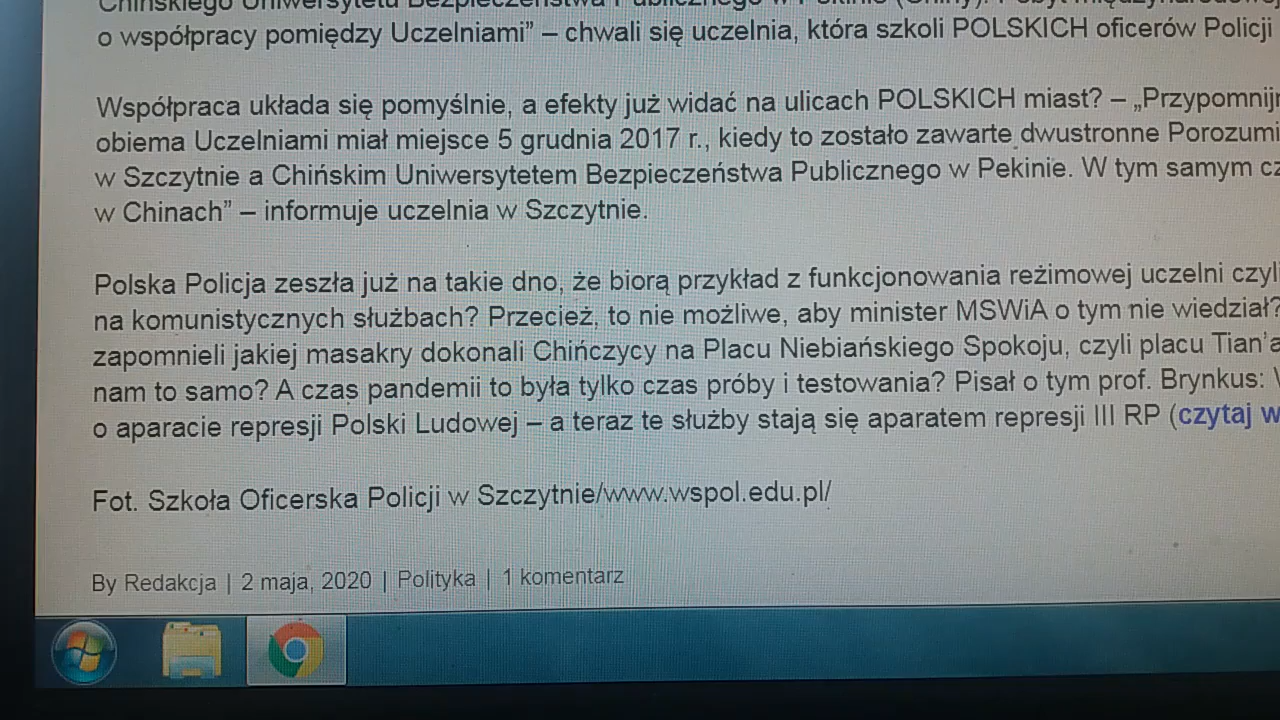 Chińskiego Uniwersytetu Bezpieczeństwa Publicznego w Pekinie (Chiny).
o współpracy pomiędzy Uczelniami” – chwali się uczelnia, która szkoli POLSKICH oficerów Policji
Współpraca układa się pomyślnie, a efekty już widać na ulicach POLSKICH miast? – „Przypomnij
obiema Uczelniami miał miejsce 5 grudnia 2017 r., kiedy to zostało zawarte dwustronne Porozumi
w Szczytnie a Chińskim Uniwersytetem Bezpieczeństwa Publicznego w Pekinie. W tym samym cz
w Chinach” – informuje uczelnia w Szczytnie.
Polska Policja zeszła już na takie dno, że biorą przykład z funkcjonowania reżimowej uczelni czyli
na komunistycznych służbach? Przecież, to nie możliwe, aby minister MSWiA o tym nie wiedział?
zapomnieli jakiej masakry dokonali Chińczycy na Placu Niebiańskiego Spokoju, czyli placu Tian’a
nam to samo? A czas pandemii to była tylko czas próby i testowania? Pisał o tym prof. Brynkus:
o aparacie represji Polski Ludowej – a teraz te służby stają się aparatem represji III RP (czytaj w
Fot. Szkoła Oficerska Policji w Szczytnie/www.wspol.edu.pl/
By Redakcja | 2 maja, 2020 | Polityka | 1 komentarz